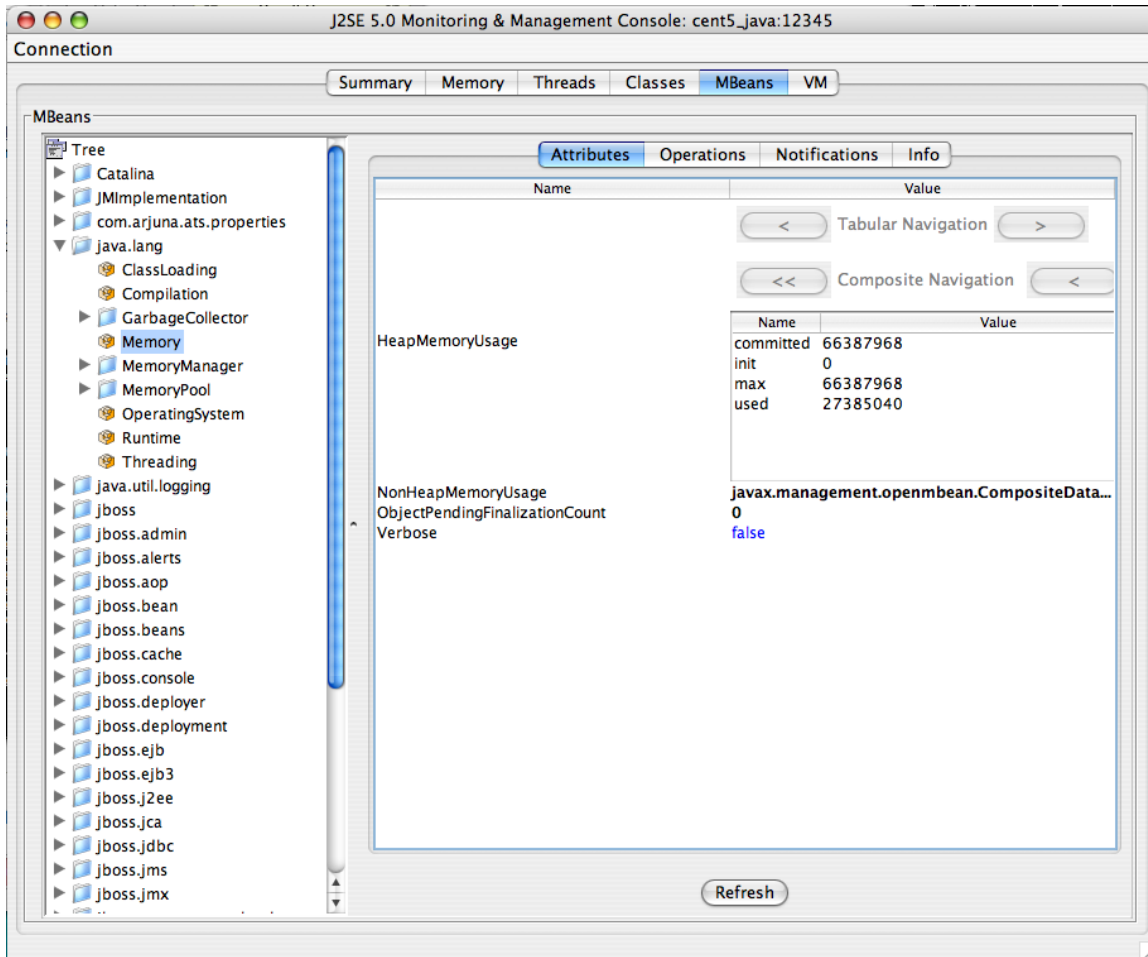 J2SE 5.0 Monitoring & Management Console: cent5_java:12345
Connection
Summary Memory Threads Classes MBeans VM
MBeans
Tree
Catalina
JMImplementation
com.arjuna.ats.properties
java.lang
ClassLoading
Compilation
GarbageCollector
Memory
MemoryManager
MemoryPool
OperatingSystem
Runtime
Threading
java.util.logging
jboss
jboss.admin
jboss.alerts
jboss.aop
jboss.bean
jboss.beans
jboss.cache
jboss.console
jboss.deployer
jboss.deployment
jboss.ejb
jboss.ejb3
jboss.j2ee
jboss.jca
jboss.jdbc
jboss.jms
jboss.jmx
Attributes Operations Notifications Info
Name Value
< Tabular Navigation >
<< Composite Navigation <
HeapMemoryUsage
Name Value
committed 66387968
init 0
max 66387968
used 27385040
NonHeapMemoryUsage javax.management.openmbean.CompositeData...
ObjectPendingFinalizationCount 0
Verbose false
Refresh